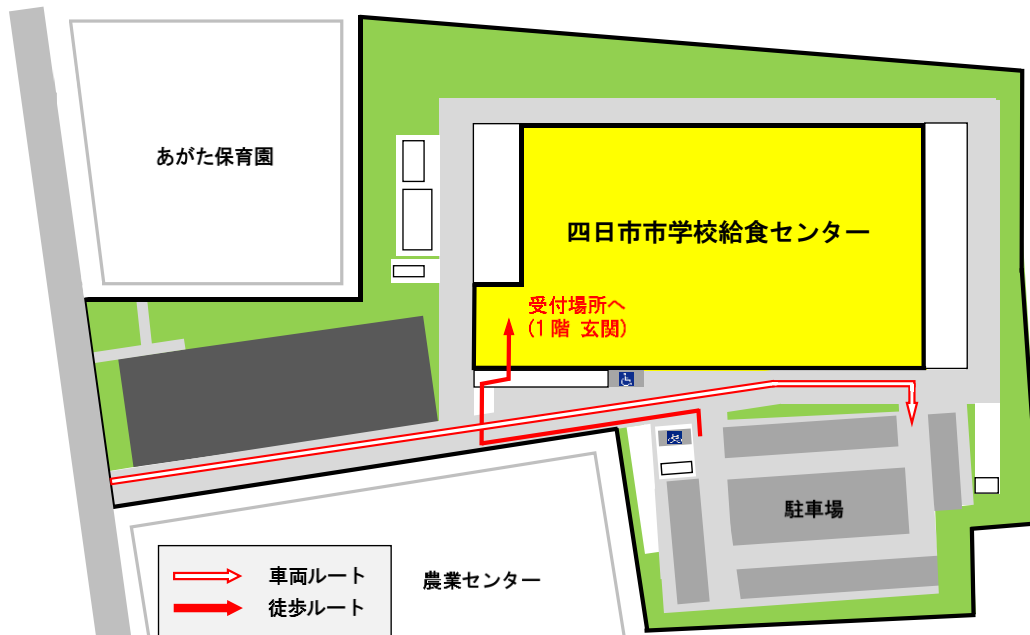 あがた保育園
四日市市学校給食センター
受付場所へ
(1階 玄関)
駐車場
農業センター
車両ルート
徒歩ルート